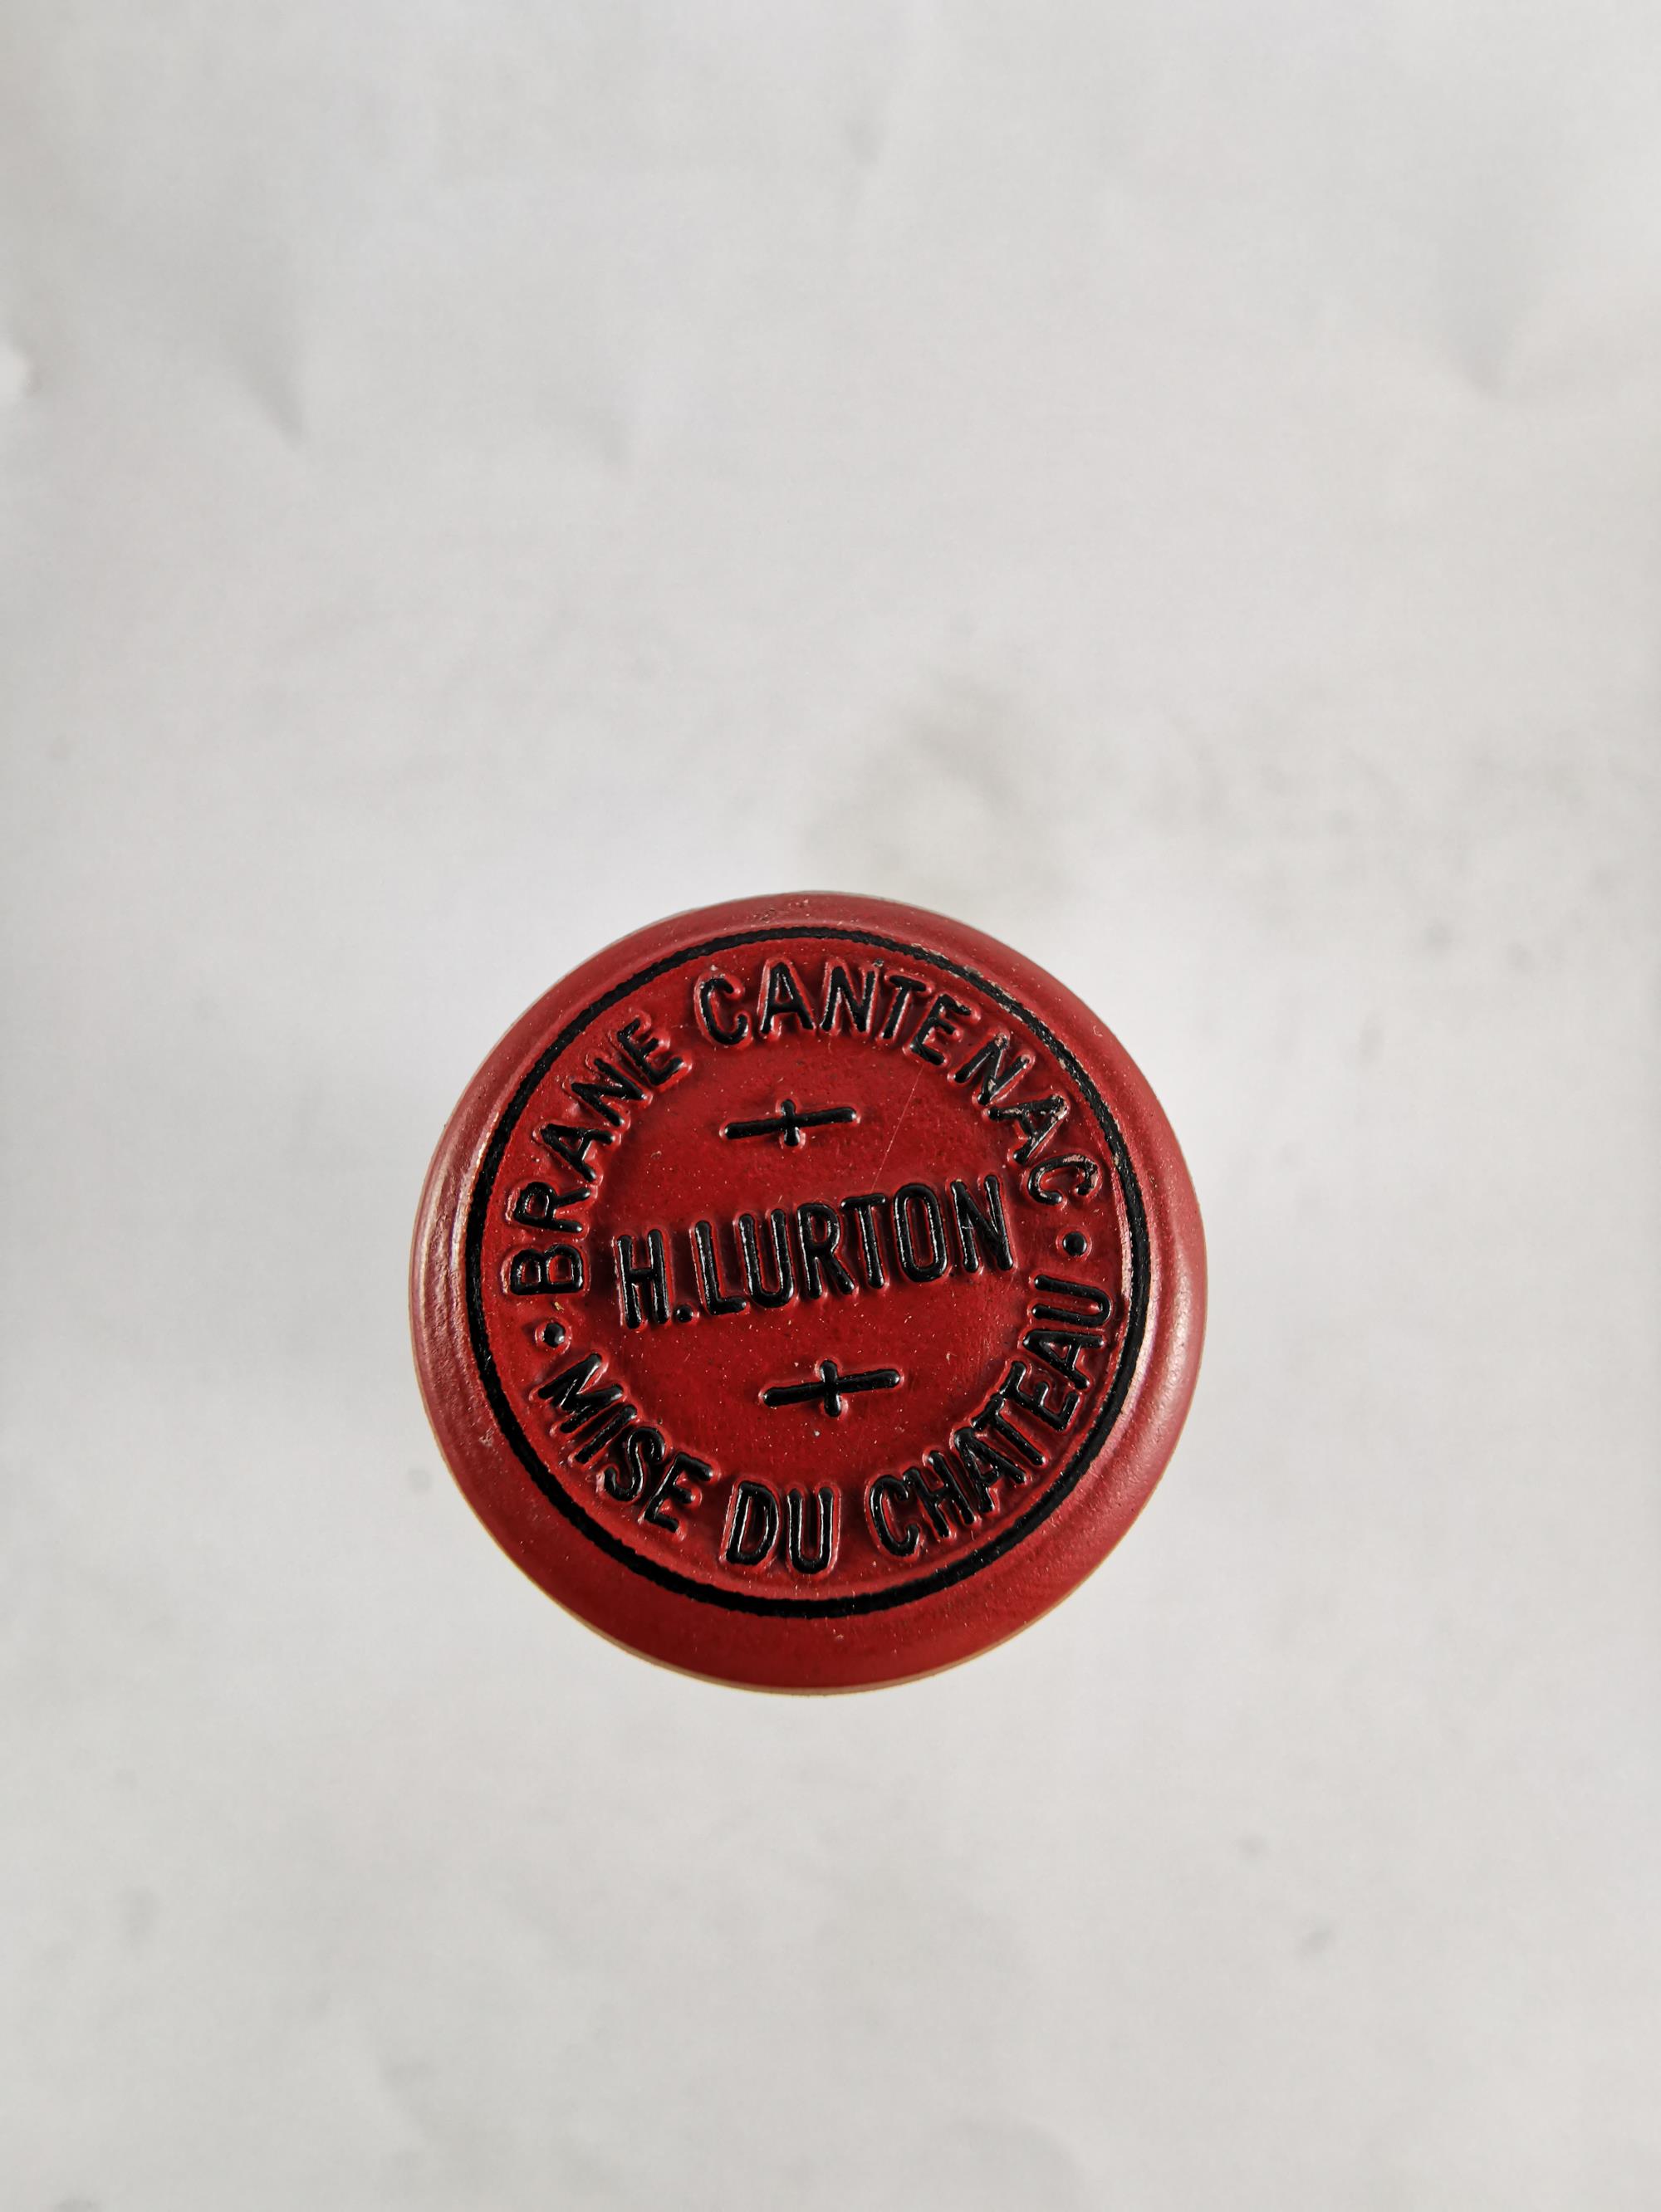 BRANE CANTENAC
H.LURTON
MISE DU CHATEAU